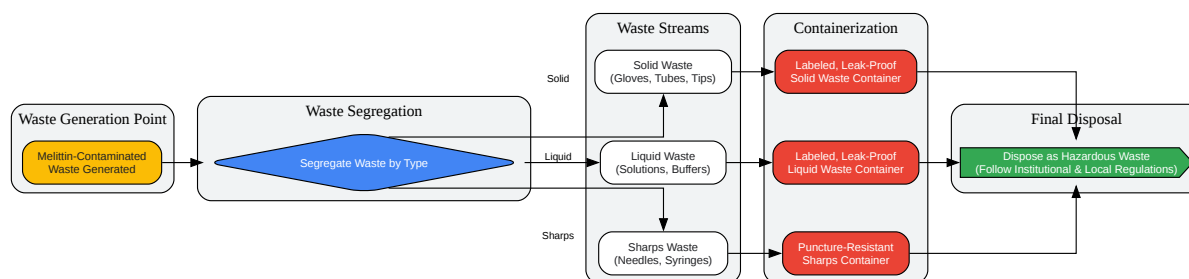 Waste Generation Point
Melittin-Contaminated
Waste Generated
Waste Segregation
Segregate Waste by Type
Solid
Liquid
Sharps
Waste Streams
Solid Waste
(Gloves, Tubes, Tips)
Liquid Waste
(Solutions, Buffers)
Sharps Waste
(Needles, Syringes)
Containerization
Labeled, Leak-Proof
Solid Waste Container
Labeled, Leak-Proof
Liquid Waste Container
Puncture-Resistant
Sharps Container
Final Disposal
Dispose as Hazardous Waste
(Follow Institutional & Local Regulations)